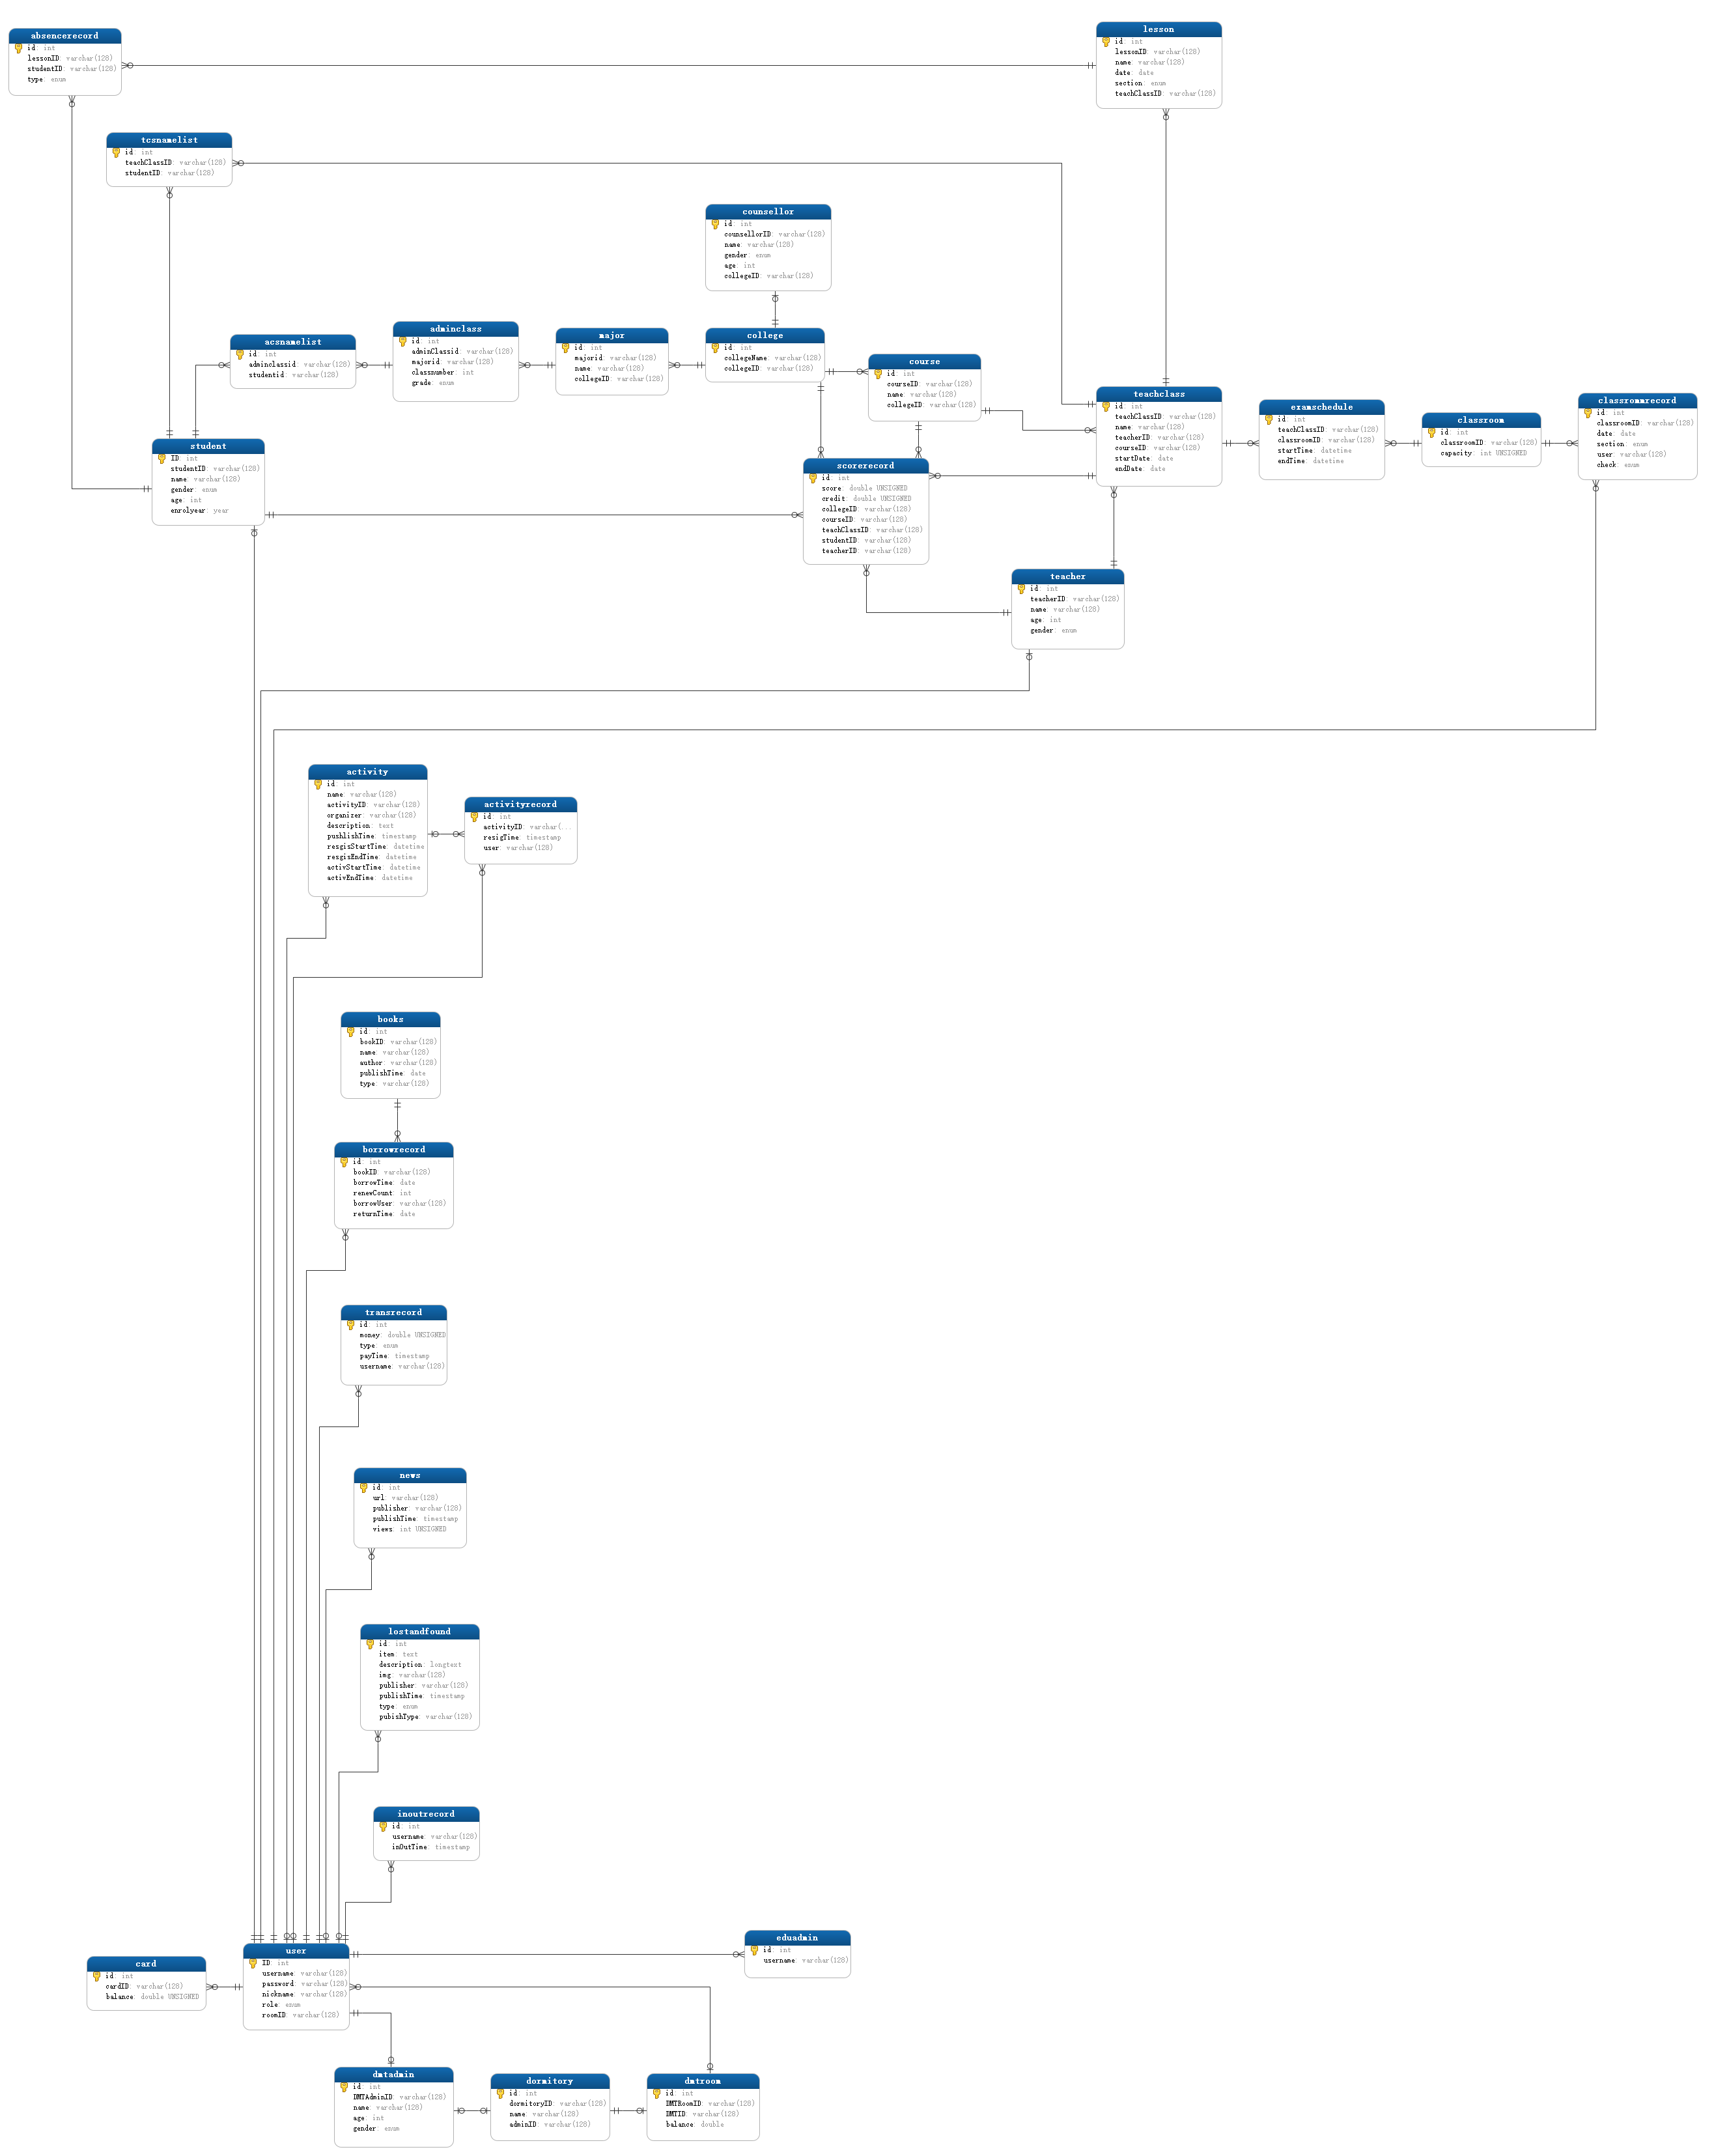 absencerecord
id: int
lessonID: varchar(128)
studentID: varchar(128)
type: enum
lesson
id: int
lessonID: varchar(128)
name: varchar(128)
date: date
section: enum
teachClassID: varchar(128)
tcsnamelist
id: int
teachClassID: varchar(128)
studentID: varchar(128)
counsellor
id: int
counsellorID: varchar(128)
name: varchar(128)
gender: enum
age: int
collegeID: varchar(128)
acsnamelist
id: int
adminclassid: varchar(128)
studentid: varchar(128)
adminclass
id: int
adminClassid: varchar(128)
majorid: varchar(128)
classnumber: int
grade: enum
major
id: int
majorid: varchar(128)
name: varchar(128)
collegeID: varchar(128)
college
id: int
collegeName: varchar(128)
collegeID: varchar(128)
course
id: int
courseID: varchar(128)
name: varchar(128)
collegeID: varchar(128)
teachclass
id: int
teachClassID: varchar(128)
name: varchar(128)
teacherID: varchar(128)
courseID: varchar(128)
startDate: date
endDate: date
examschedule
id: int
teachClassID: varchar(128)
classroomID: varchar(128)
startTime: datetime
endTime: datetime
classroom
id: int
classroomID: varchar(128)
capacity: int UNSIGNED
classrommrecord
id: int
classroomID: varchar(128)
date: date
section: enum
user: varchar(128)
check: enum
student
ID: int
studentID: varchar(128)
name: varchar(128)
gender: enum
age: int
enrolyear: year
scorerecord
id: int
score: double UNSIGNED
credit: double UNSIGNED
collegeID: varchar(128)
courseID: varchar(128)
teachClassID: varchar(128)
studentID: varchar(128)
teacherID: varchar(128)
teacher
id: int
teacherID: varchar(128)
name: varchar(128)
age: int
gender: enum
activity
id: int
name: varchar(128)
activityID: varchar(128)
organizer: varchar(128)
description: text
pushlishTime: timestamp
resgisStartTime: datetime
resgisEndTime: datetime
activStartTime: datetime
activEndTime: datetime
activityrecord
id: int
activityID: varchar(...
resigTime: timestamp
user: varchar(128)
books
id: int
bookID: varchar(128)
name: varchar(128)
author: varchar(128)
publishTime: date
type: varchar(128)
borrowrecord
id: int
bookID: varchar(128)
borrowTime: date
renewCount: int
borrowUser: varchar(128)
returnTime: date
transrecord
id: int
money: double UNSIGNED
type: enum
payTime: timestamp
username: varchar(128)
news
id: int
url: varchar(128)
publisher: varchar(128)
publishTime: timestamp
views: int UNSIGNED
lostandfound
id: int
item: text
description: longtext
img: varchar(128)
publisher: varchar(128)
publishTime: timestamp
type: enum
pubishType: varchar(128)
inoutrecord
id: int
username: varchar(128)
inOutTime: timestamp
eduadmin
id: int
username: varchar(128)
user
ID: int
username: varchar(128)
password: varchar(128)
nickname: varchar(128)
role: enum
roomID: varchar(128)
card
id: int
cardID: varchar(128)
balance: double UNSIGNED
dmtadmin
id: int
DMTAdminID: varchar(128)
name: varchar(128)
age: int
gender: enum
dormitory
id: int
dormitoryID: varchar(128)
name: varchar(128)
adminID: varchar(128)
dmtroom
id: int
DMTRoomID: varchar(128)
DMTID: varchar(128)
balance: double